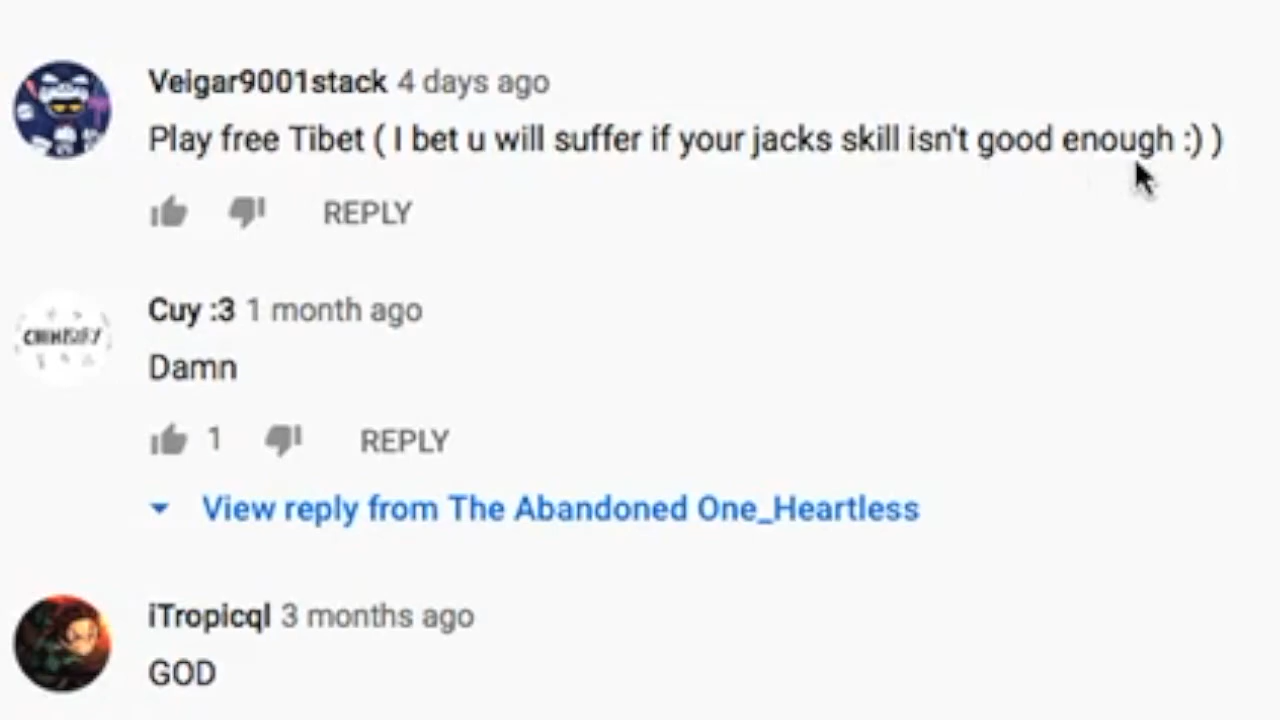 Veigar9001stack 4 days ago
Play free Tibet ( I bet u will suffer if your jacks skill isn't good enough :) )
REPLY
Cuy :3 1 month ago
Damn
1 REPLY
View reply from The Abandoned One_Heartless
iTropicql 3 months ago
GOD